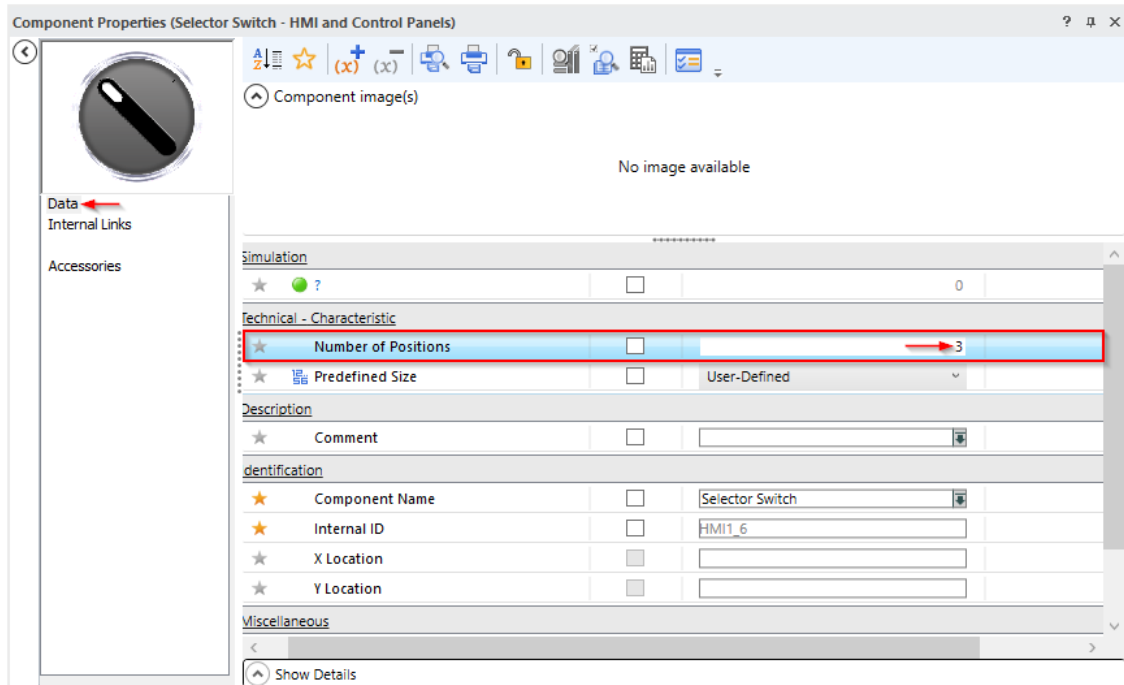 Component Properties (Selector Switch - HMI and Control Panels)
Component image(s)
No image available
Data
Internal Links
Accessories
Simulation
? 0
Technical - Characteristic
Number of Positions 3
Predefined Size User-Defined
Description
Comment
Identification
Component Name Selector Switch
Internal ID HMI1_6
X Location
Y Location
Miscellaneous
Show Details